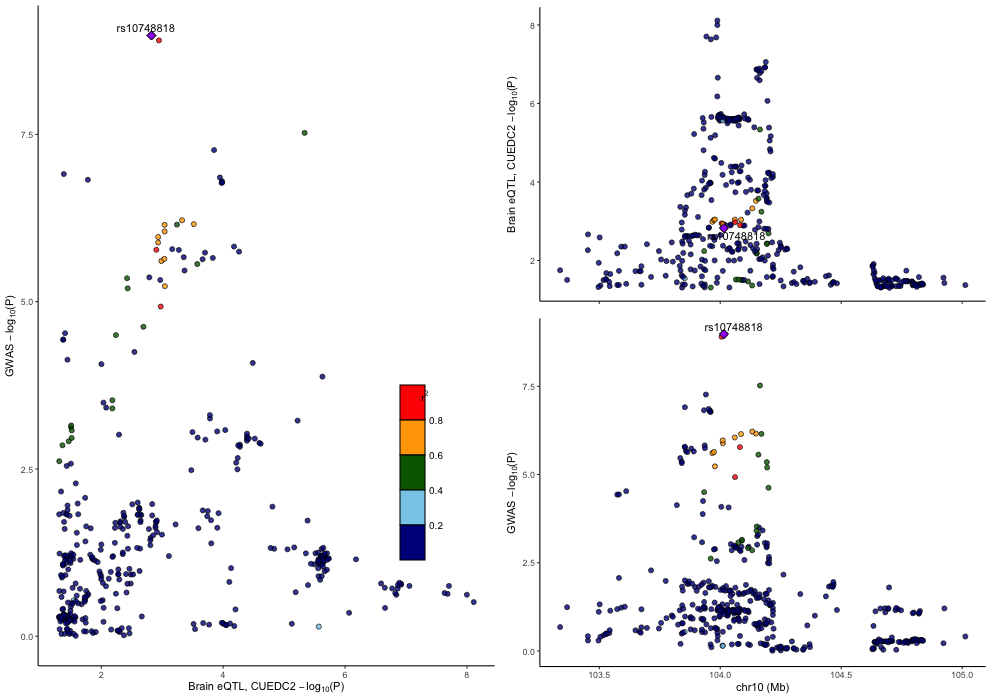 rs10748818
7.5
5.0
2.5
0.0
GWAS −log10(P)
2
4
6
8
Brain eQTL, CUEDC2 −log10(P)
r2
0.8
0.6
0.4
0.2
8
6
4
2
Brain eQTL, CUEDC2 −log10(P)
rs10748818
rs10748818
7.5
5.0
2.5
0.0
GWAS −log10(P)
103.5
104.0
104.5
105.0
chr10 (Mb)